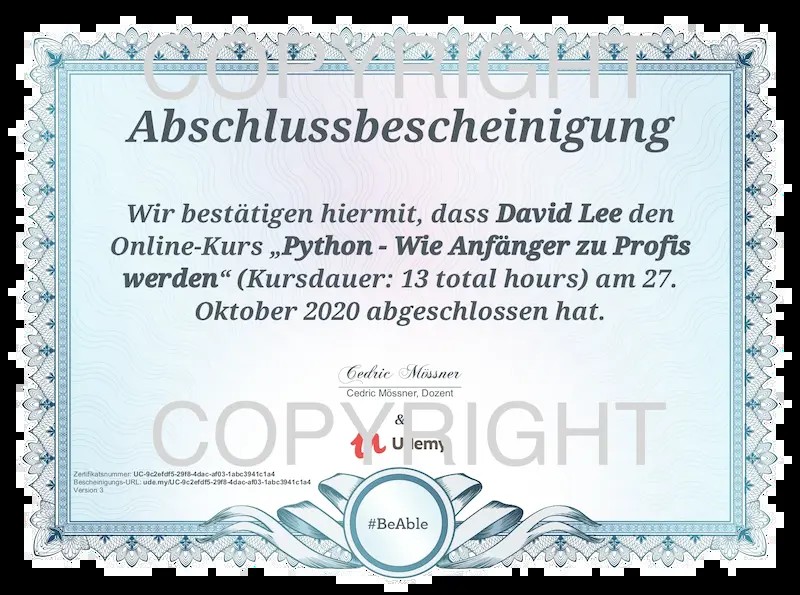 COPYRIGHT
Abschlussbescheinigung
Wir bestätigen hiermit, dass David Lee den
Online-Kurs „Python - Wie Anfänger zu Profis
werden“ (Kursdauer: 13 total hours) am 27.
Oktober 2020 abgeschlossen hat.
Cedric Mössner
Cedric Mössner, Dozent
&
COPYRIGHT
Udemy
Zertifikatsnummer: UC-9c2efdf5-29f8-4dac-af03-1abc3941c1a4
Bescheinigungs-URL: ude.my/UC-9c2efdf5-29f8-4dac-af03-1abc3941c1a4
Version 3
#BeAble